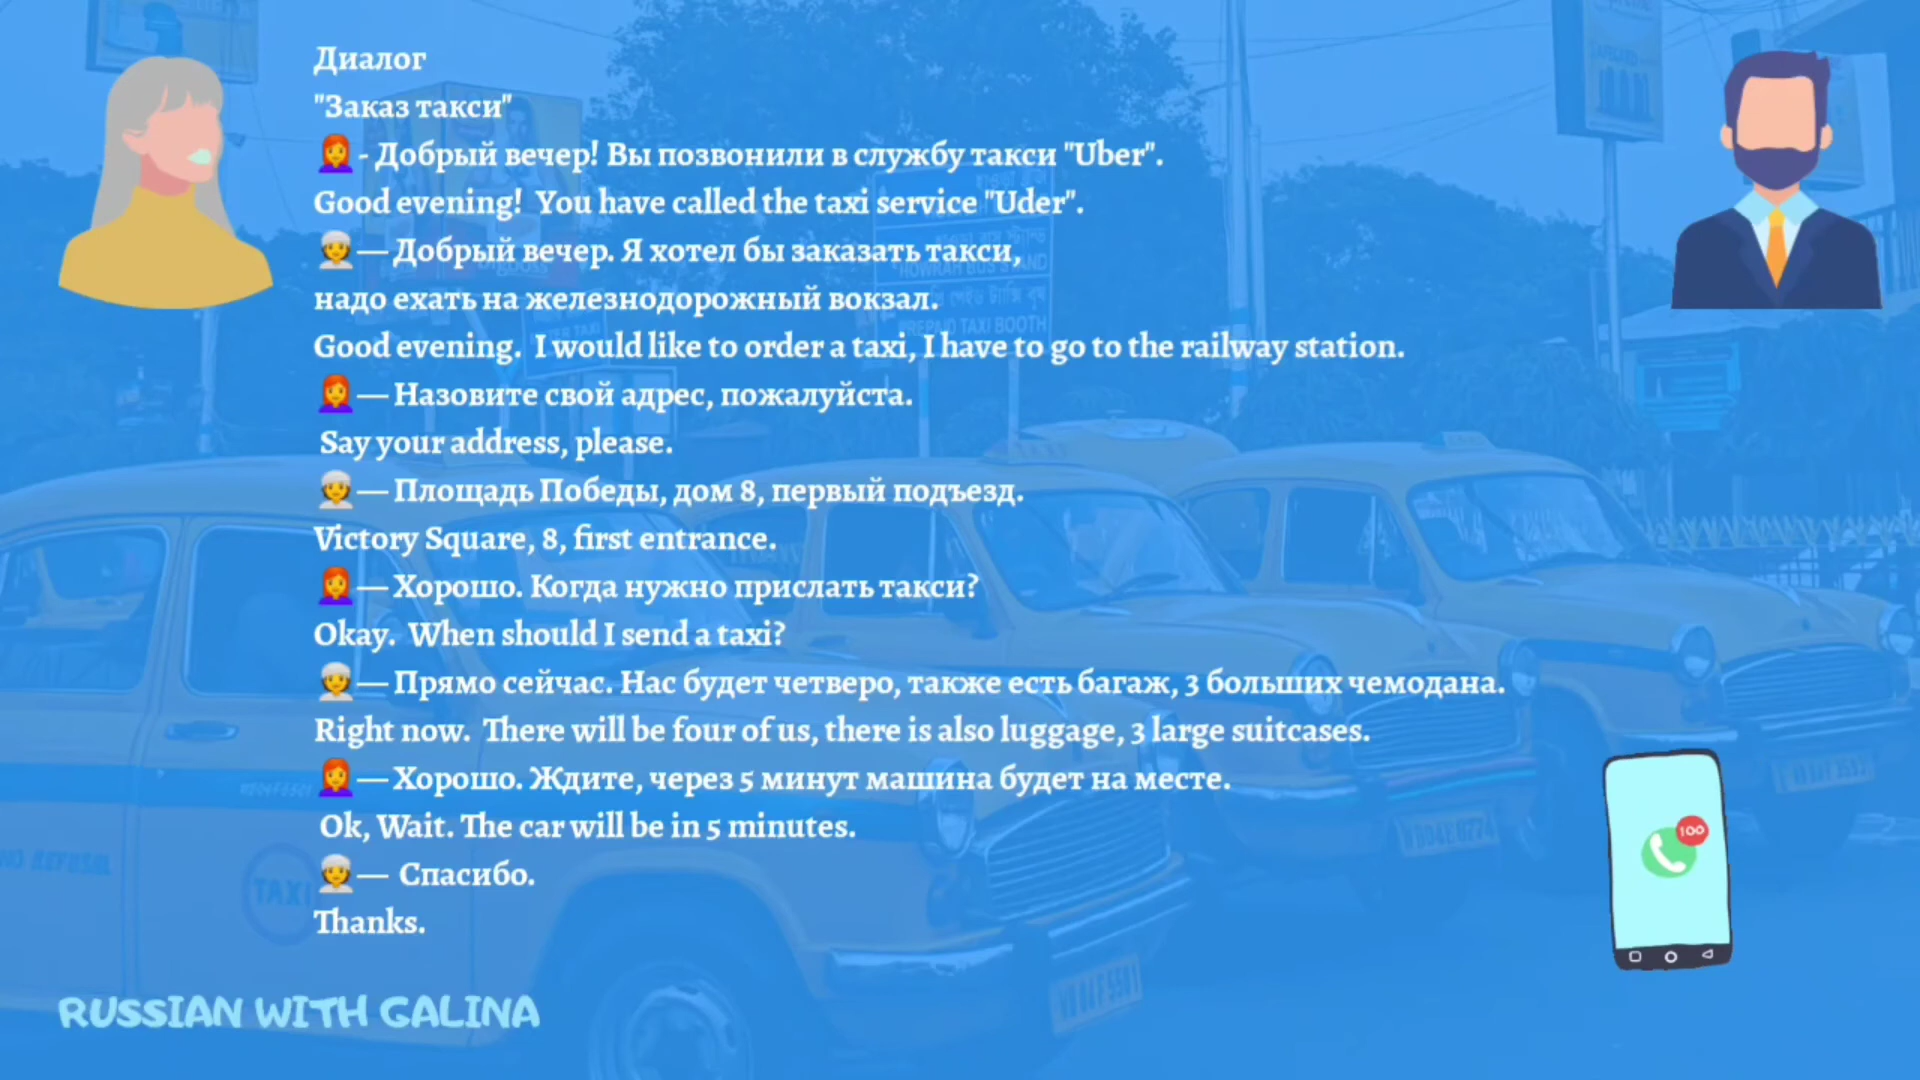 Диалог
"Заказ такси"
- Добрый вечер! Вы позвонили в службу такси "Uber".
Good evening! You have called the taxi service "Uder".
— Добрый вечер. Я хотел бы заказать такси,
надо ехать на железнодорожный вокзал.
Good evening. I would like to order a taxi, I have to go to the railway station.
— Назовите свой адрес, пожалуйста.
Say your address, please.
— Площадь Победы, дом 8, первый подъезд.
Victory Square, 8, first entrance.
— Хорошо. Когда нужно прислать такси?
Okay. When should I send a taxi?
— Прямо сейчас. Нас будет четверо, также есть багаж, 3 больших чемодана.
Right now. There will be four of us, there is also luggage, 3 large suitcases.
— Хорошо. Ждите, через 5 минут машина будет на месте.
Ok, Wait. The car will be in 5 minutes.
— Спасибо.
Thanks.
100
TAXI
PREPAID TAXI BOOTH
NO REFUSAL
RUSSIAN WITH GALINA